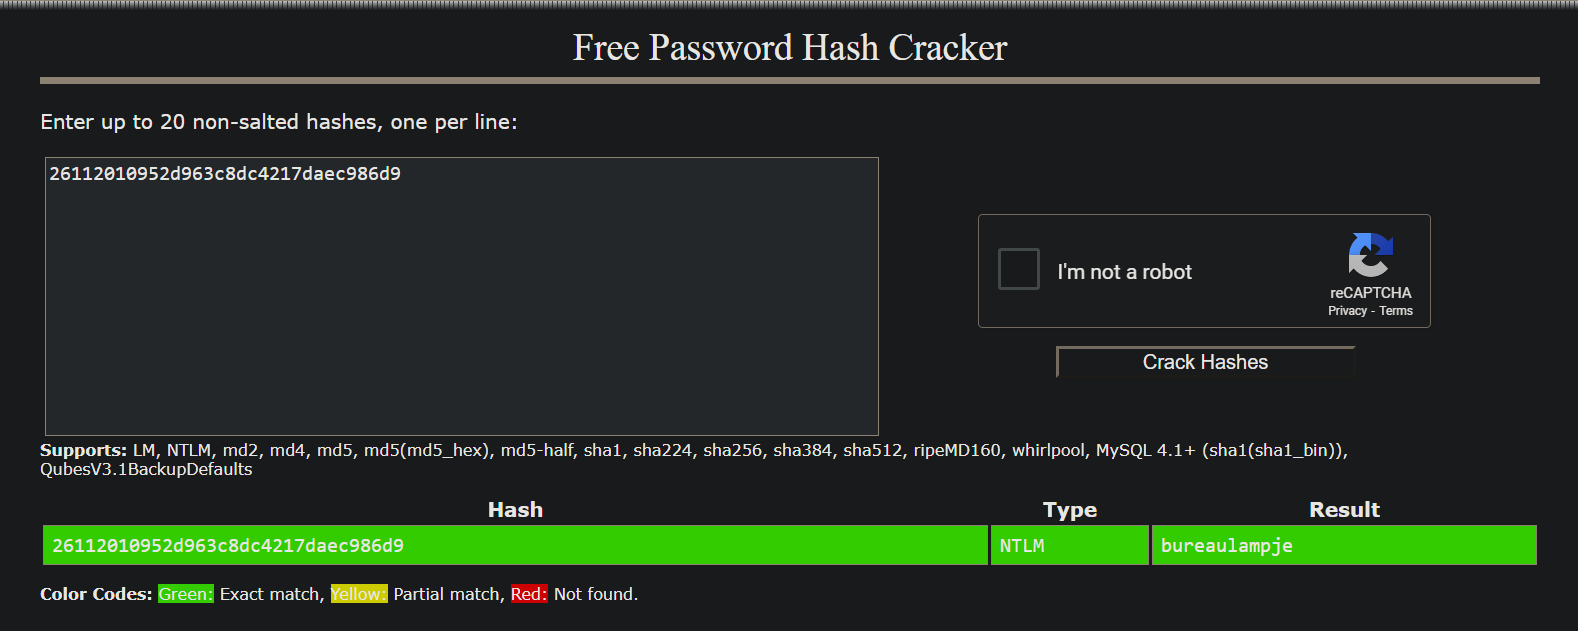 Free Password Hash Cracker
Enter up to 20 non-salted hashes, one per line:
26112010952d963c8dc4217daec986d9
I'm not a robot
reCAPTCHA
Privacy - Terms
Crack Hashes
Supports: LM, NTLM, md2, md4, md5, md5(md5_hex), md5-half, sha1, sha224, sha256, sha384, sha512, ripeMD160, whirlpool, MySQL 4.1+ (sha1(sha1_bin)),
QubesV3.1BackupDefaults
Hash Type Result
26112010952d963c8dc4217daec986d9 NTLM bureaulampje
Color Codes: Green: Exact match, Yellow: Partial match, Red: Not found.